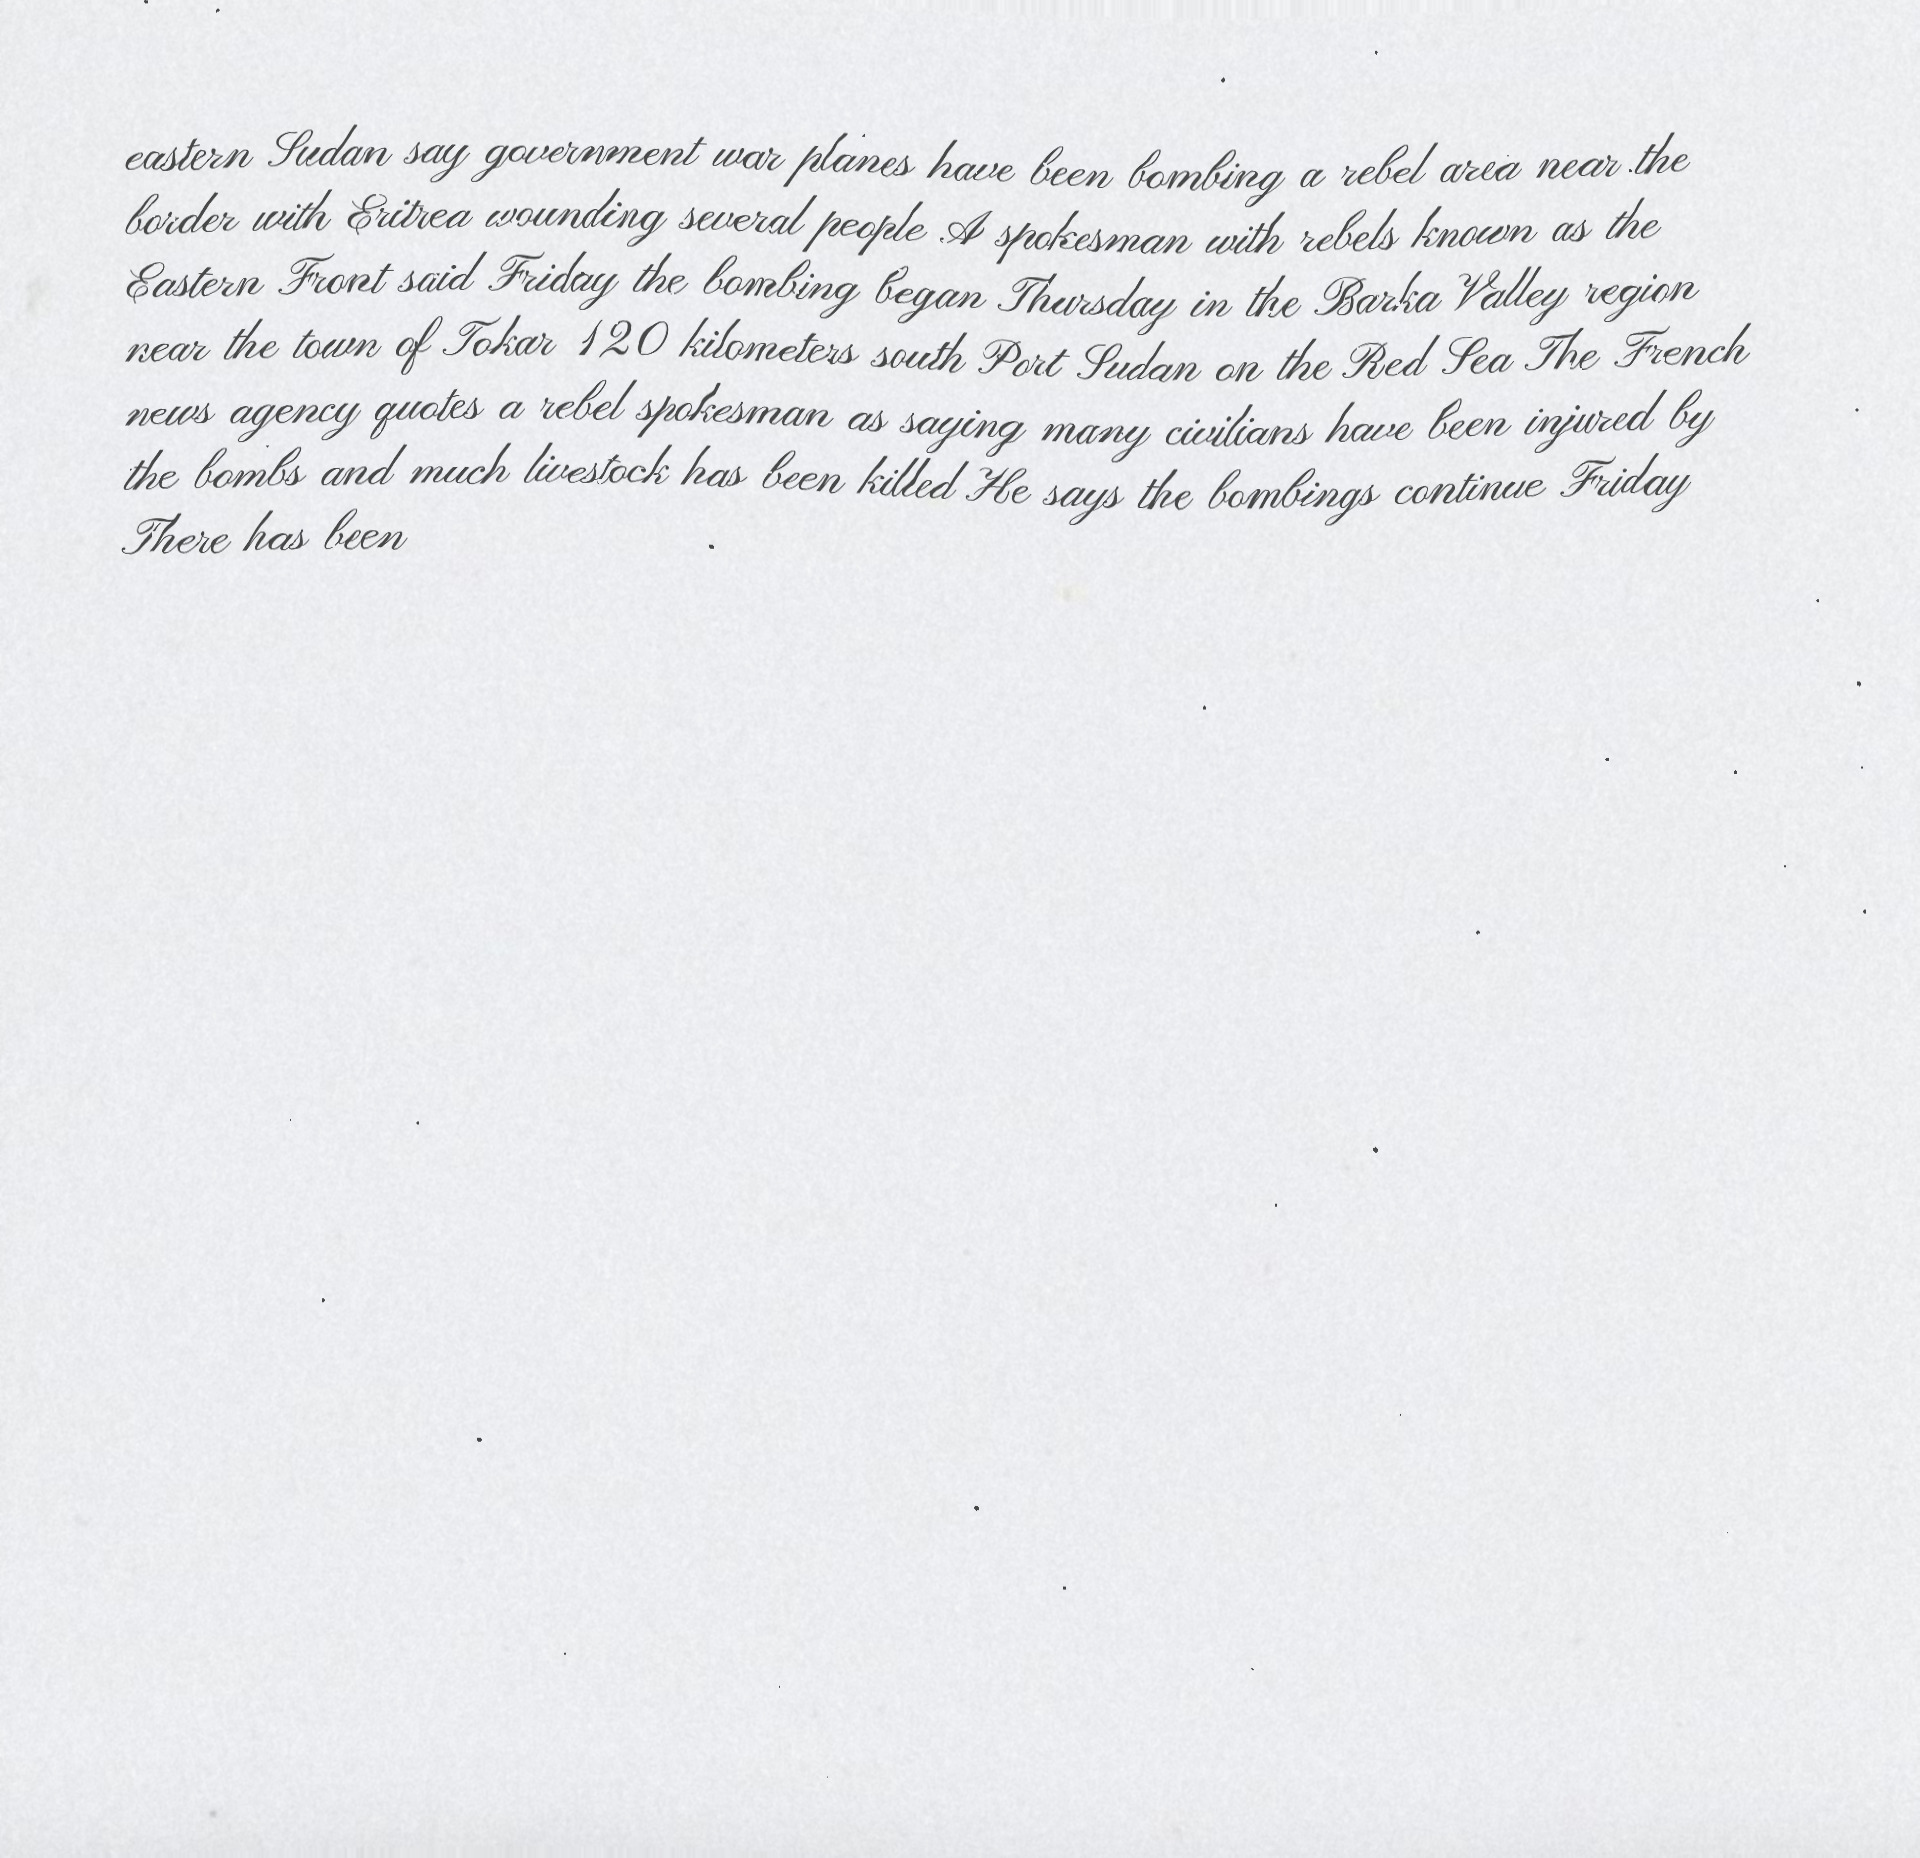 eastern Sudan say government war planes have been bombing a rebel area near the
border with Eritrea wounding several people A spokesman with rebels known as the
Eastern Front said Friday the bombing began Thursday in the Barka Valley region
near the town of Tokar 120 kilometers south Port Sudan on the Red Sea The French
news agency quotes a rebel spokesman as saying many civilians have been injured by
the bombs and much livestock has been killed He says the bombings continue Friday
There has been